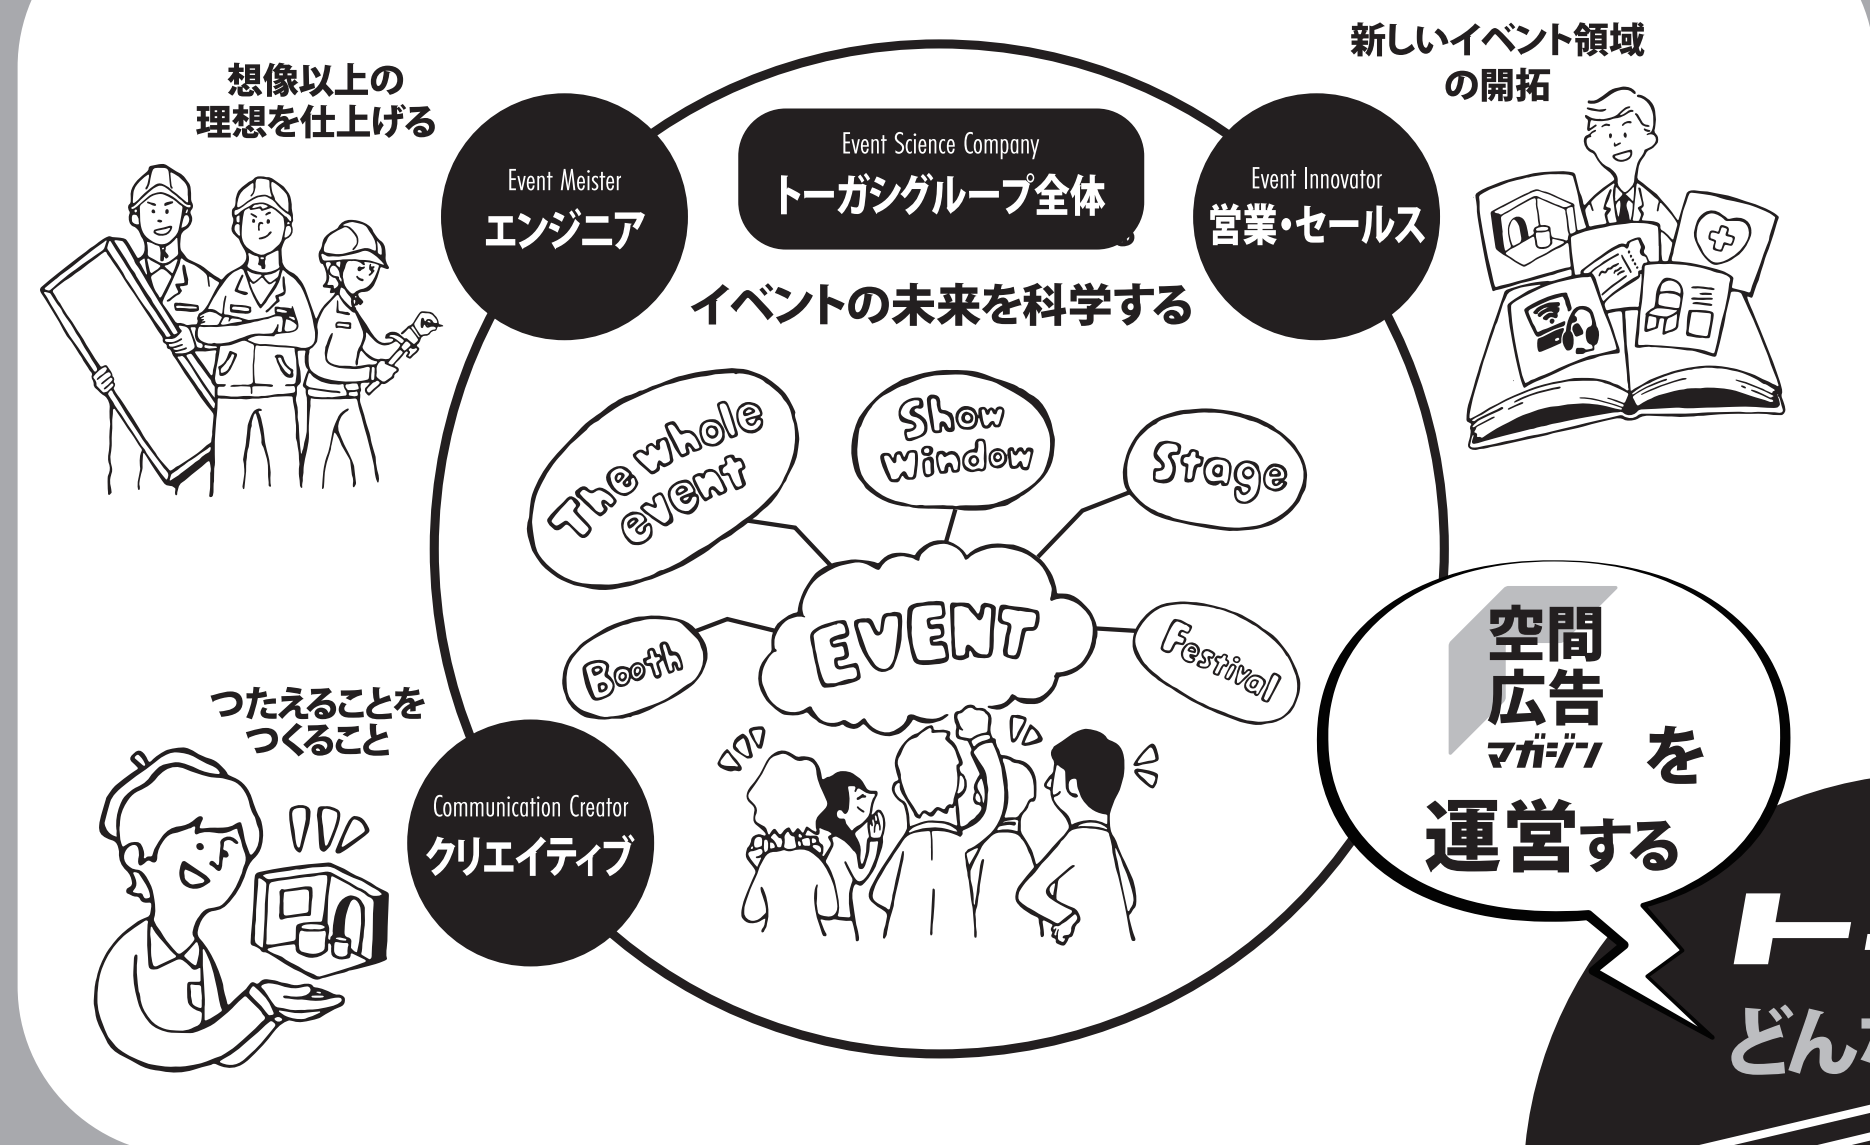 想像以上の
理想を仕上げる
Event Meister
エンジニア
Event Science Company
トーガシグループ全体
イベントの未来を科学する
Event Innovator
営業・セールス
新しいイベント領域
の開拓
The whole
event
Show
Window
Stage
Booth
EVENT
Festival
つたえることを
つくること
Communication Creator
クリエイティブ
空間
広告
マガジン を
運営する
ト
どん